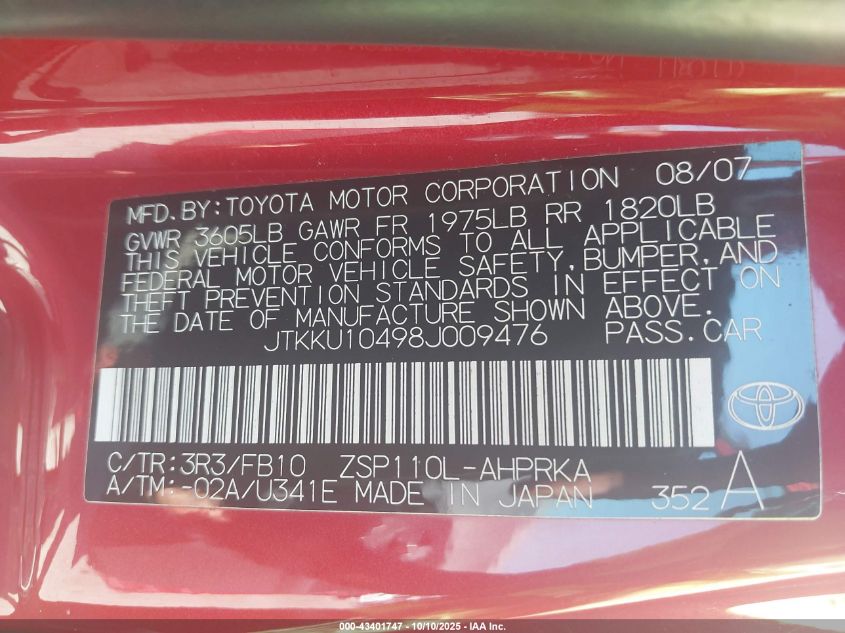 MFD. BY: TOYOTA MOTOR CORPORATION 08/07
GVWR 3605LB GAWR FR 1975LB RR 1820LB
THIS VEHICLE CONFORMS TO ALL APPLICABLE
FEDERAL MOTOR VEHICLE SAFETY, BUMPER, AND
THEFT PREVENTION STANDARDS IN EFFECT ON
THE DATE OF MANUFACTURE SHOWN ABOVE.
JTKKU10498J009476 PASS. CAR
C/TR: 3R3/FB10 ZSP110L-AHPRKA
A/TM: -02A/U341E MADE IN JAPAN 352 A
000-43401747 - 10/10/2025 - IAA Inc.